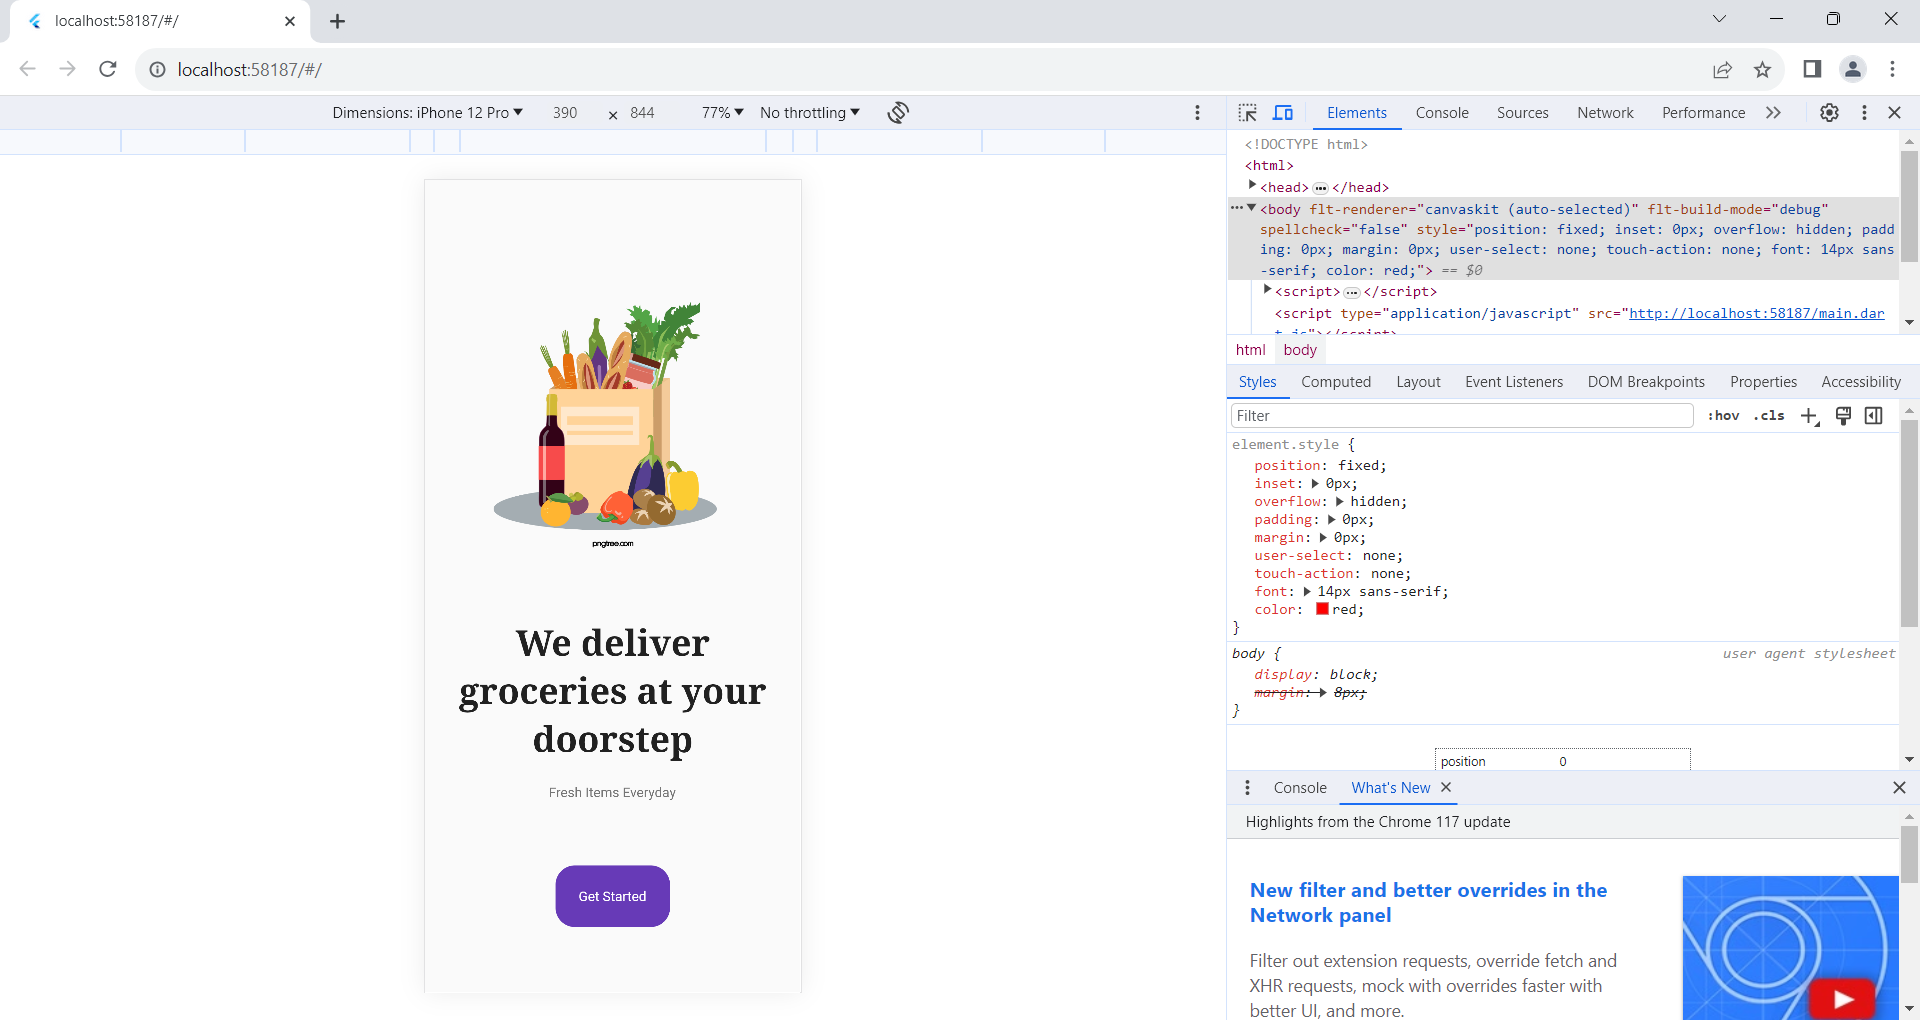 localhost:58187/#/
localhost:58187/#/
Dimensions: iPhone 12 Pro 390 × 844 77% No throttling
Elements Console Sources Network Performance
<!DOCTYPE html>
<html>
<head> ••• </head>
••• <body flt-renderer="canvaskit (auto-selected)" flt-build-mode="debug"
spellcheck="false" style="position: fixed; inset: 0px; overflow: hidden; padd
ing: 0px; margin: 0px; user-select: none; touch-action: none; font: 14px sans
-serif; color: red;"> == $0
<script> ••• </script>
<script type="application/javascript" src="http://localhost:58187/main.dar
t.js"></script>
html body
Styles Computed Layout Event Listeners DOM Breakpoints Properties Accessibility
Filter :hov .cls
element.style {
position: fixed;
inset: 0px;
overflow: hidden;
padding: 0px;
margin: 0px;
user-select: none;
touch-action: none;
font: 14px sans-serif;
color: red;
}
body { user agent stylesheet
display: block;
margin: 8px;
}
position 0
Console What's New
Highlights from the Chrome 117 update
New filter and better overrides in the
Network panel
Filter out extension requests, override fetch and
XHR requests, mock with overrides faster with
better UI, and more.
pngtree.com
We deliver
groceries at your
doorstep
Fresh Items Everyday
Get Started